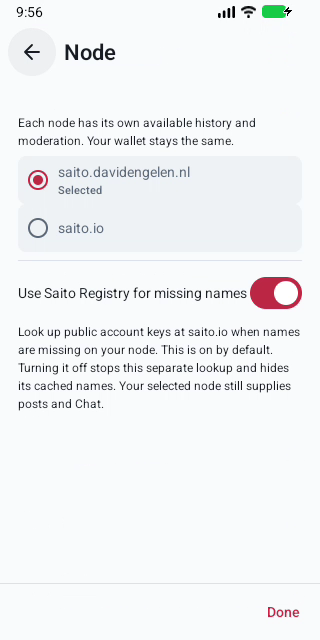 9:56
Node
Each node has its own available history and
moderation. Your wallet stays the same.
saito.davidengelen.nl
Selected
saito.io
Use Saito Registry for missing names
Look up public account keys at saito.io when names
are missing on your node. This is on by default.
Turning it off stops this separate lookup and hides
its cached names. Your selected node still supplies
posts and Chat.
Done